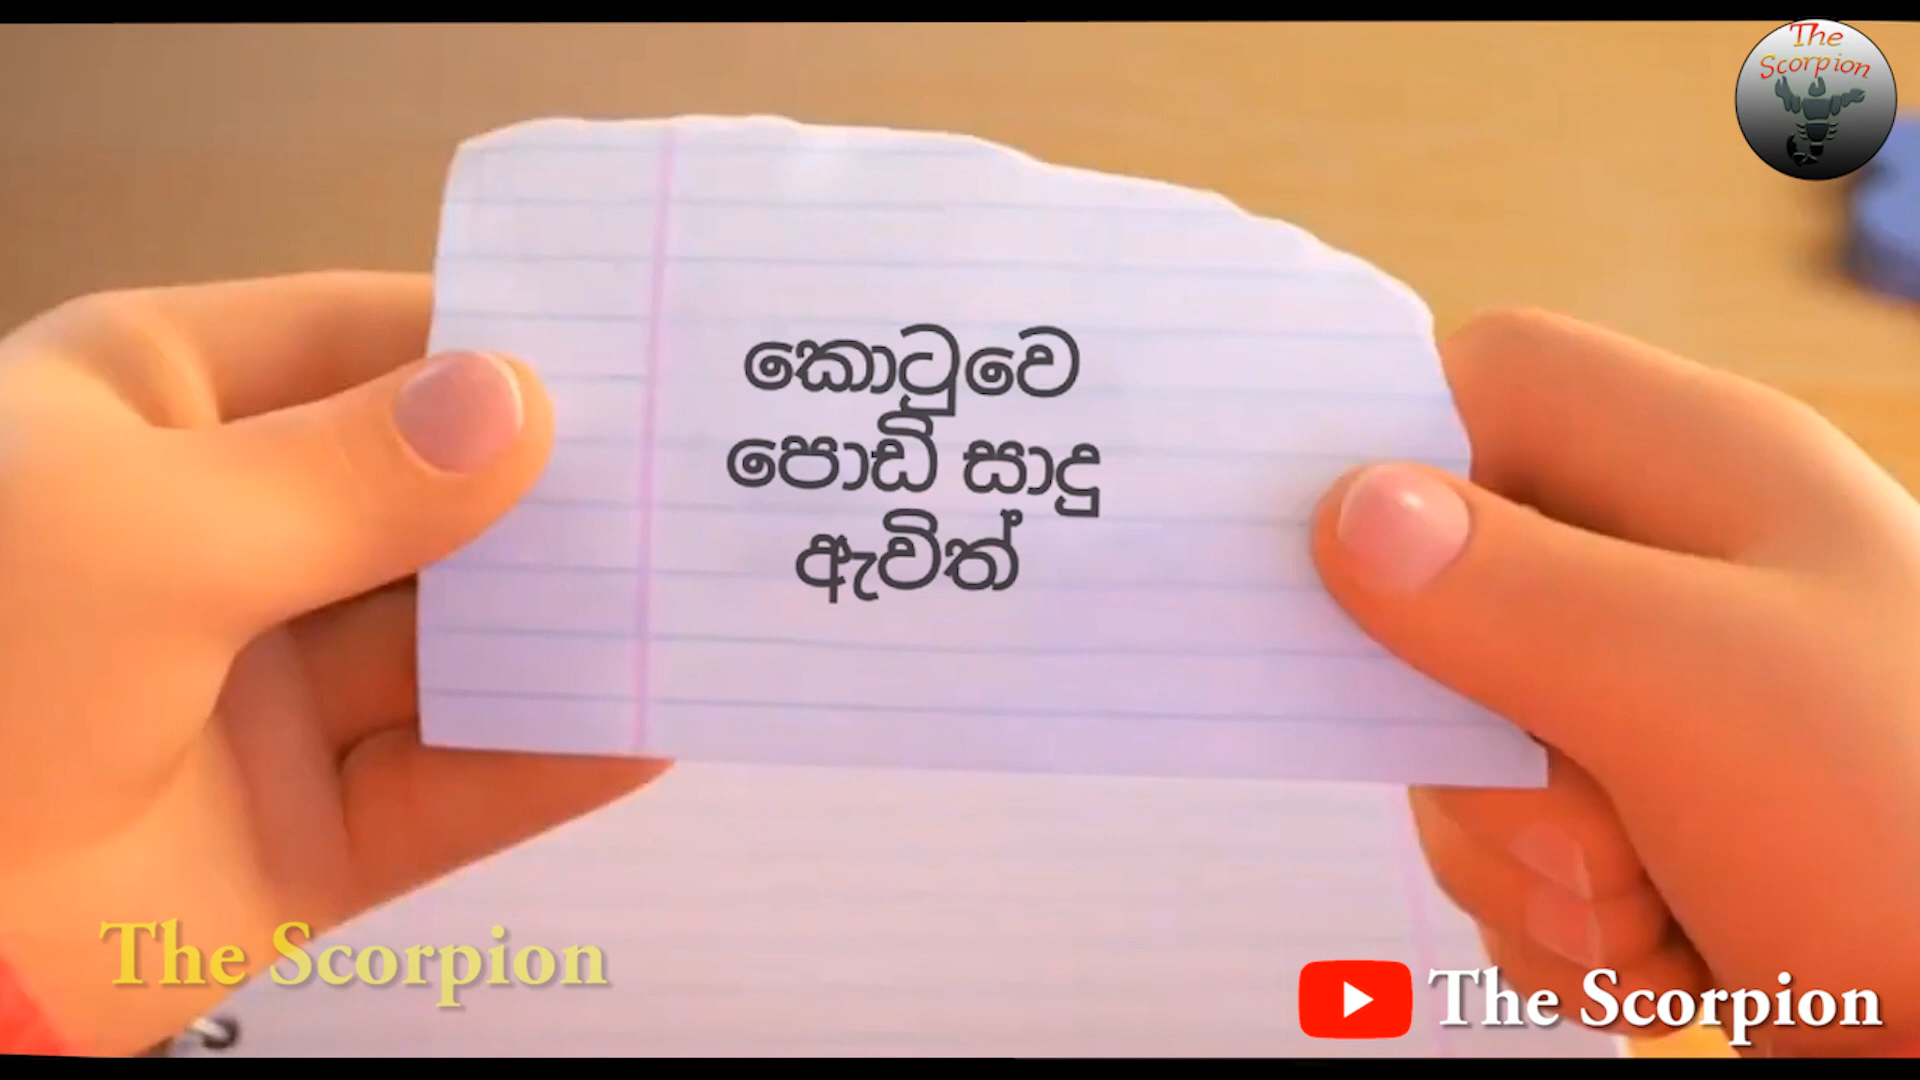 The
Scorpion
කොටුවෙ
පොඩි සාදු
ඇවිත්
The Scorpion
The Scorpion